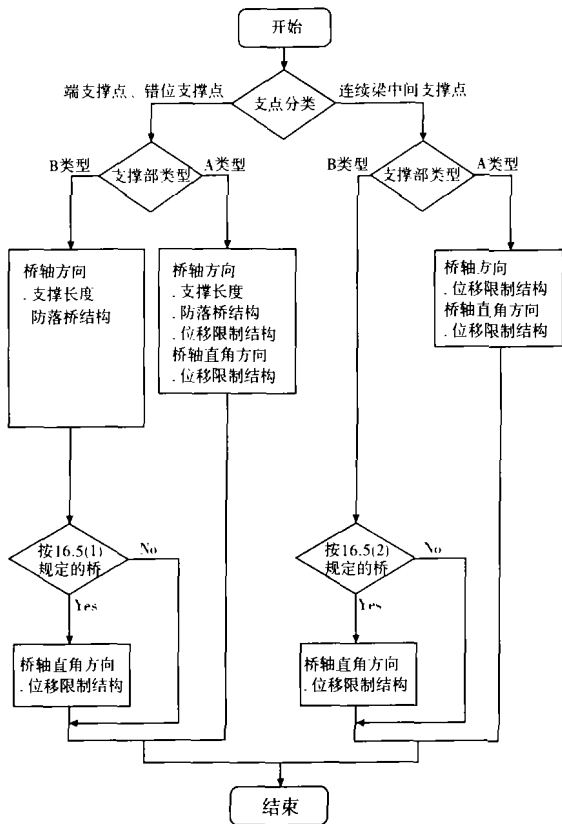 开始
端支撑点、错位支撑点
支点分类
连续梁中间支撑点
B类型
支撑部类型
A类型
B类型
支撑部类型
A类型
桥轴方向
.支撑长度
防落桥结构
桥轴方向
.支撑长度
.防落桥结构
.位移限制结构
桥轴直角方向
.位移限制结构
桥轴方向
.位移限制结构
桥轴直角方向
.位移限制结构
按16.5(1)
规定的桥
No
Yes
按16.5(2)
规定的桥
No
Yes
桥轴直角方向
.位移限制结构
桥轴直角方向
.位移限制结构
结束